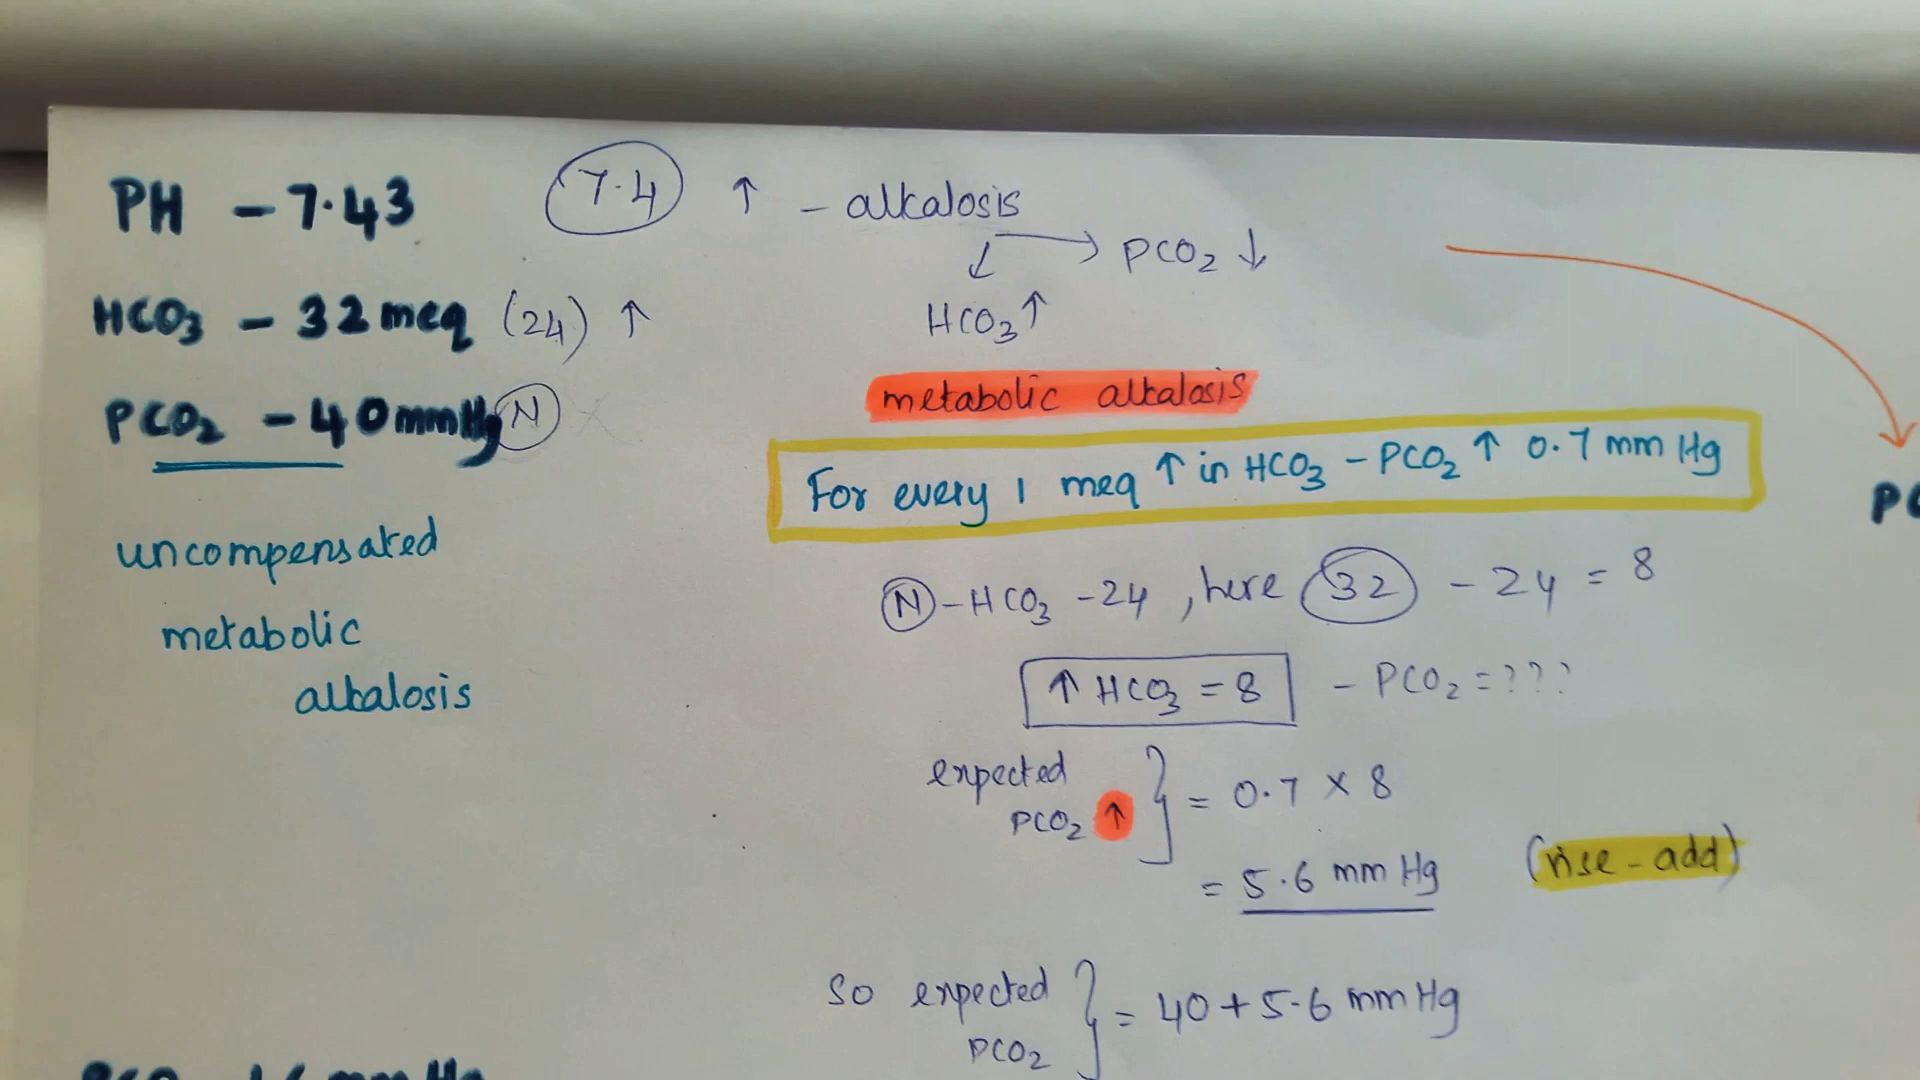 PH - 7.43 (7.4) ↑ - alkalosis
PCO₂ ↓
HCO₃ - 32 meq (24) ↑ HCO₃ ↑
PCO₂ - 40 mmHg (N)
metabolic alkalosis
For every 1 meq ↑ in HCO₃ - PCO₂ ↑ 0.7 mm Hg
uncompensated
metabolic
alkalosis
(N) - HCO₃ - 24, here (32) - 24 = 8
↑ HCO₃ = 8 - PCO₂ = ???
expected
PCO₂ ↑ } = 0.7 × 8
= 5.6 mm Hg (rise - add)
so expected
PCO₂ } = 40 + 5.6 mm Hg